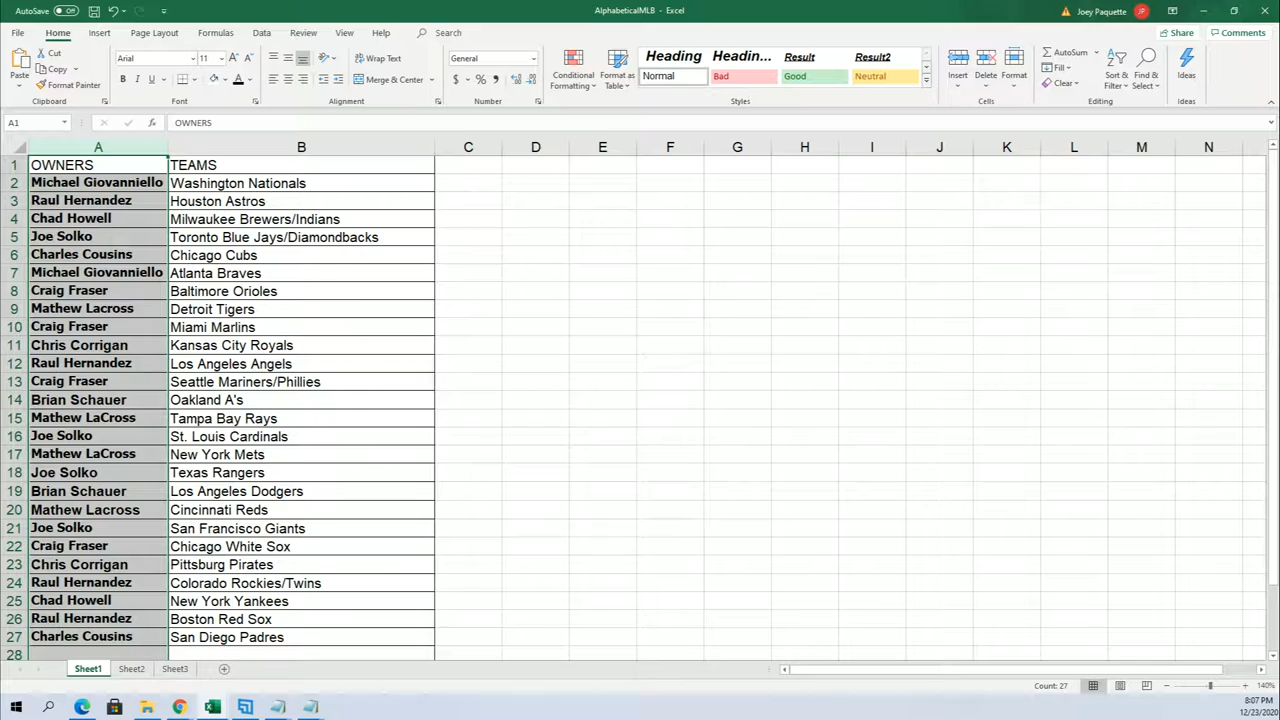 AutoSave Off AlphabeticalMLB - Excel Joey Paquette JP
File Home Insert Page Layout Formulas Data Review View Help Search Share Comments
Paste Cut Copy Format Painter Clipboard
Arial 11 A A B I U A Font
Wrap Text Merge & Center Alignment
General $ % Number
Conditional Formatting Format as Table
Heading Headin... Result Result2
Normal Bad Good Neutral
Styles
Insert Delete Format Cells
AutoSum Fill Clear Sort & Filter Find & Select Editing
Ideas Ideas
A1 fx OWNERS
A B C D E F G H I J K L M N
1 OWNERS TEAMS
2 Michael Giovanniello Washington Nationals
3 Raul Hernandez Houston Astros
4 Chad Howell Milwaukee Brewers/Indians
5 Joe Solko Toronto Blue Jays/Diamondbacks
6 Charles Cousins Chicago Cubs
7 Michael Giovanniello Atlanta Braves
8 Craig Fraser Baltimore Orioles
9 Mathew Lacross Detroit Tigers
10 Craig Fraser Miami Marlins
11 Chris Corrigan Kansas City Royals
12 Raul Hernandez Los Angeles Angels
13 Craig Fraser Seattle Mariners/Phillies
14 Brian Schauer Oakland A's
15 Mathew LaCross Tampa Bay Rays
16 Joe Solko St. Louis Cardinals
17 Mathew LaCross New York Mets
18 Joe Solko Texas Rangers
19 Brian Schauer Los Angeles Dodgers
20 Mathew Lacross Cincinnati Reds
21 Joe Solko San Francisco Giants
22 Craig Fraser Chicago White Sox
23 Chris Corrigan Pittsburg Pirates
24 Raul Hernandez Colorado Rockies/Twins
25 Chad Howell New York Yankees
26 Raul Hernandez Boston Red Sox
27 Charles Cousins San Diego Padres
28
Sheet1 Sheet2 Sheet3
Count: 27 140%
8:07 PM
12/23/2020